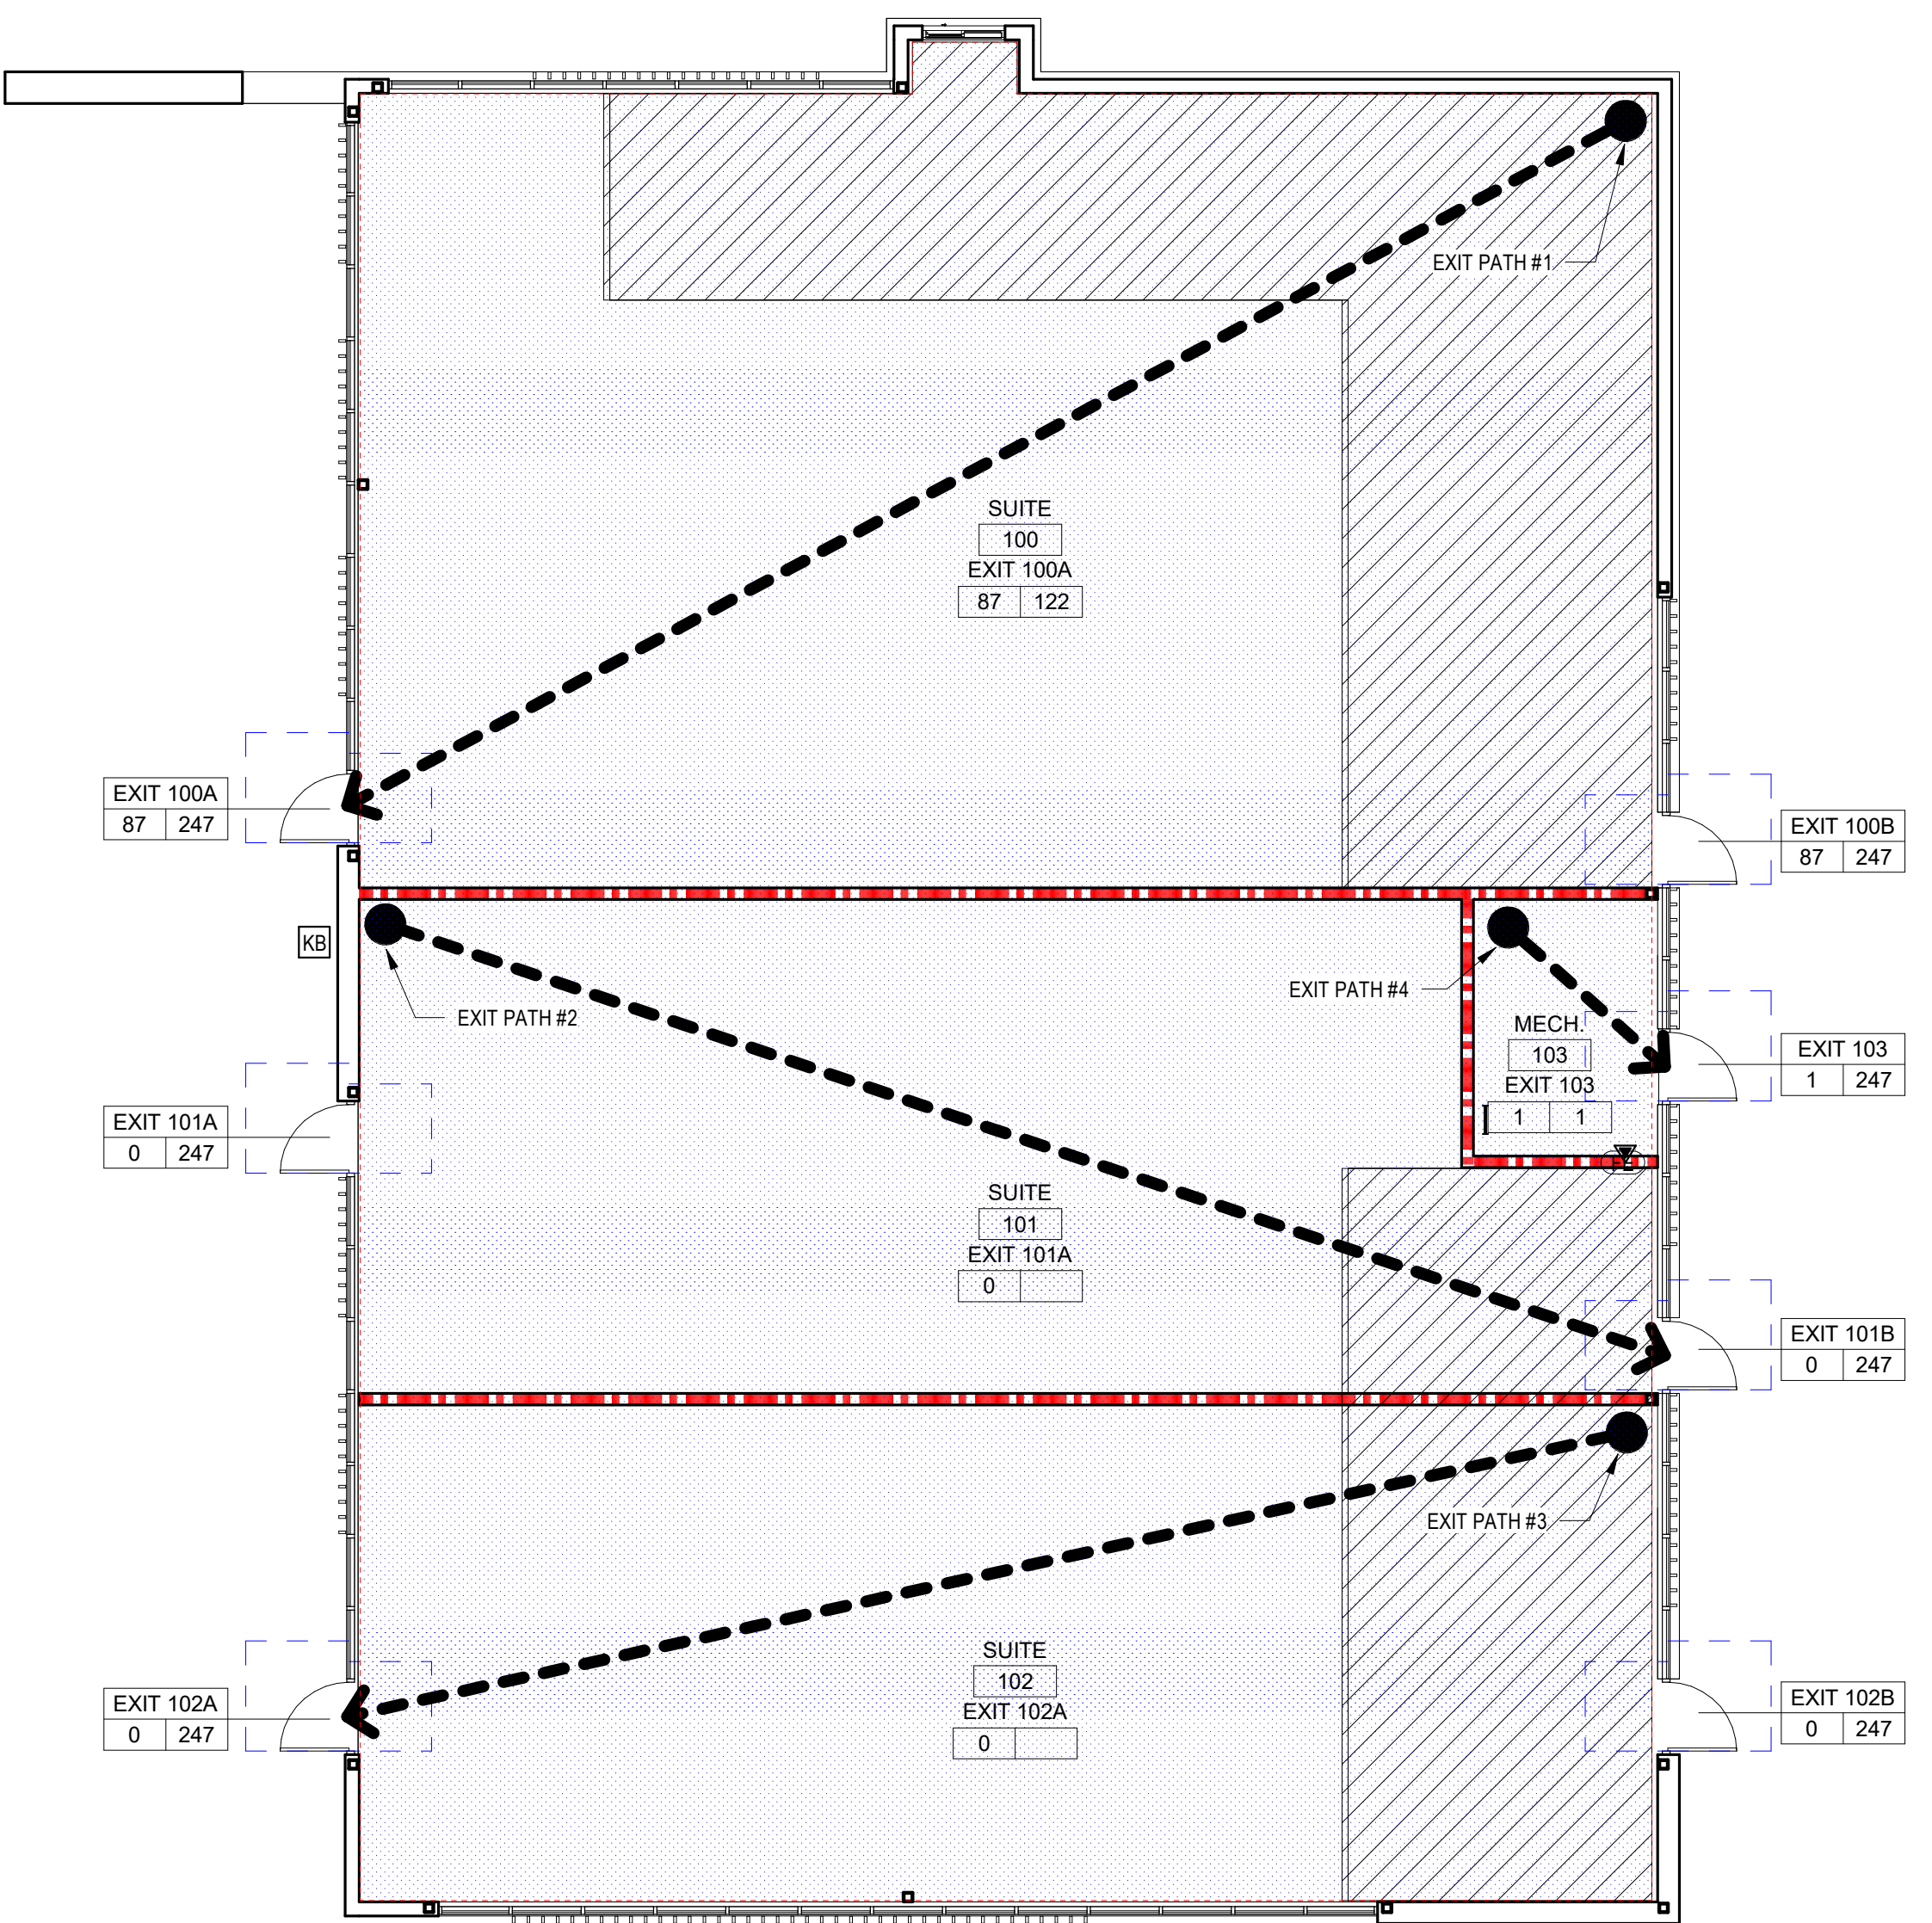 EXIT PATH #1
SUITE
100
EXIT 100A
87 122
EXIT 100A
87 247
EXIT 100B
87 247
KB
EXIT PATH #2
EXIT PATH #4
MECH.
103
EXIT 103
1 1
EXIT 103
1 247
EXIT 101A
0 247
SUITE
101
EXIT 101A
0
EXIT 101B
0 247
EXIT PATH #3
SUITE
102
EXIT 102A
0
EXIT 102A
0 247
EXIT 102B
0 247